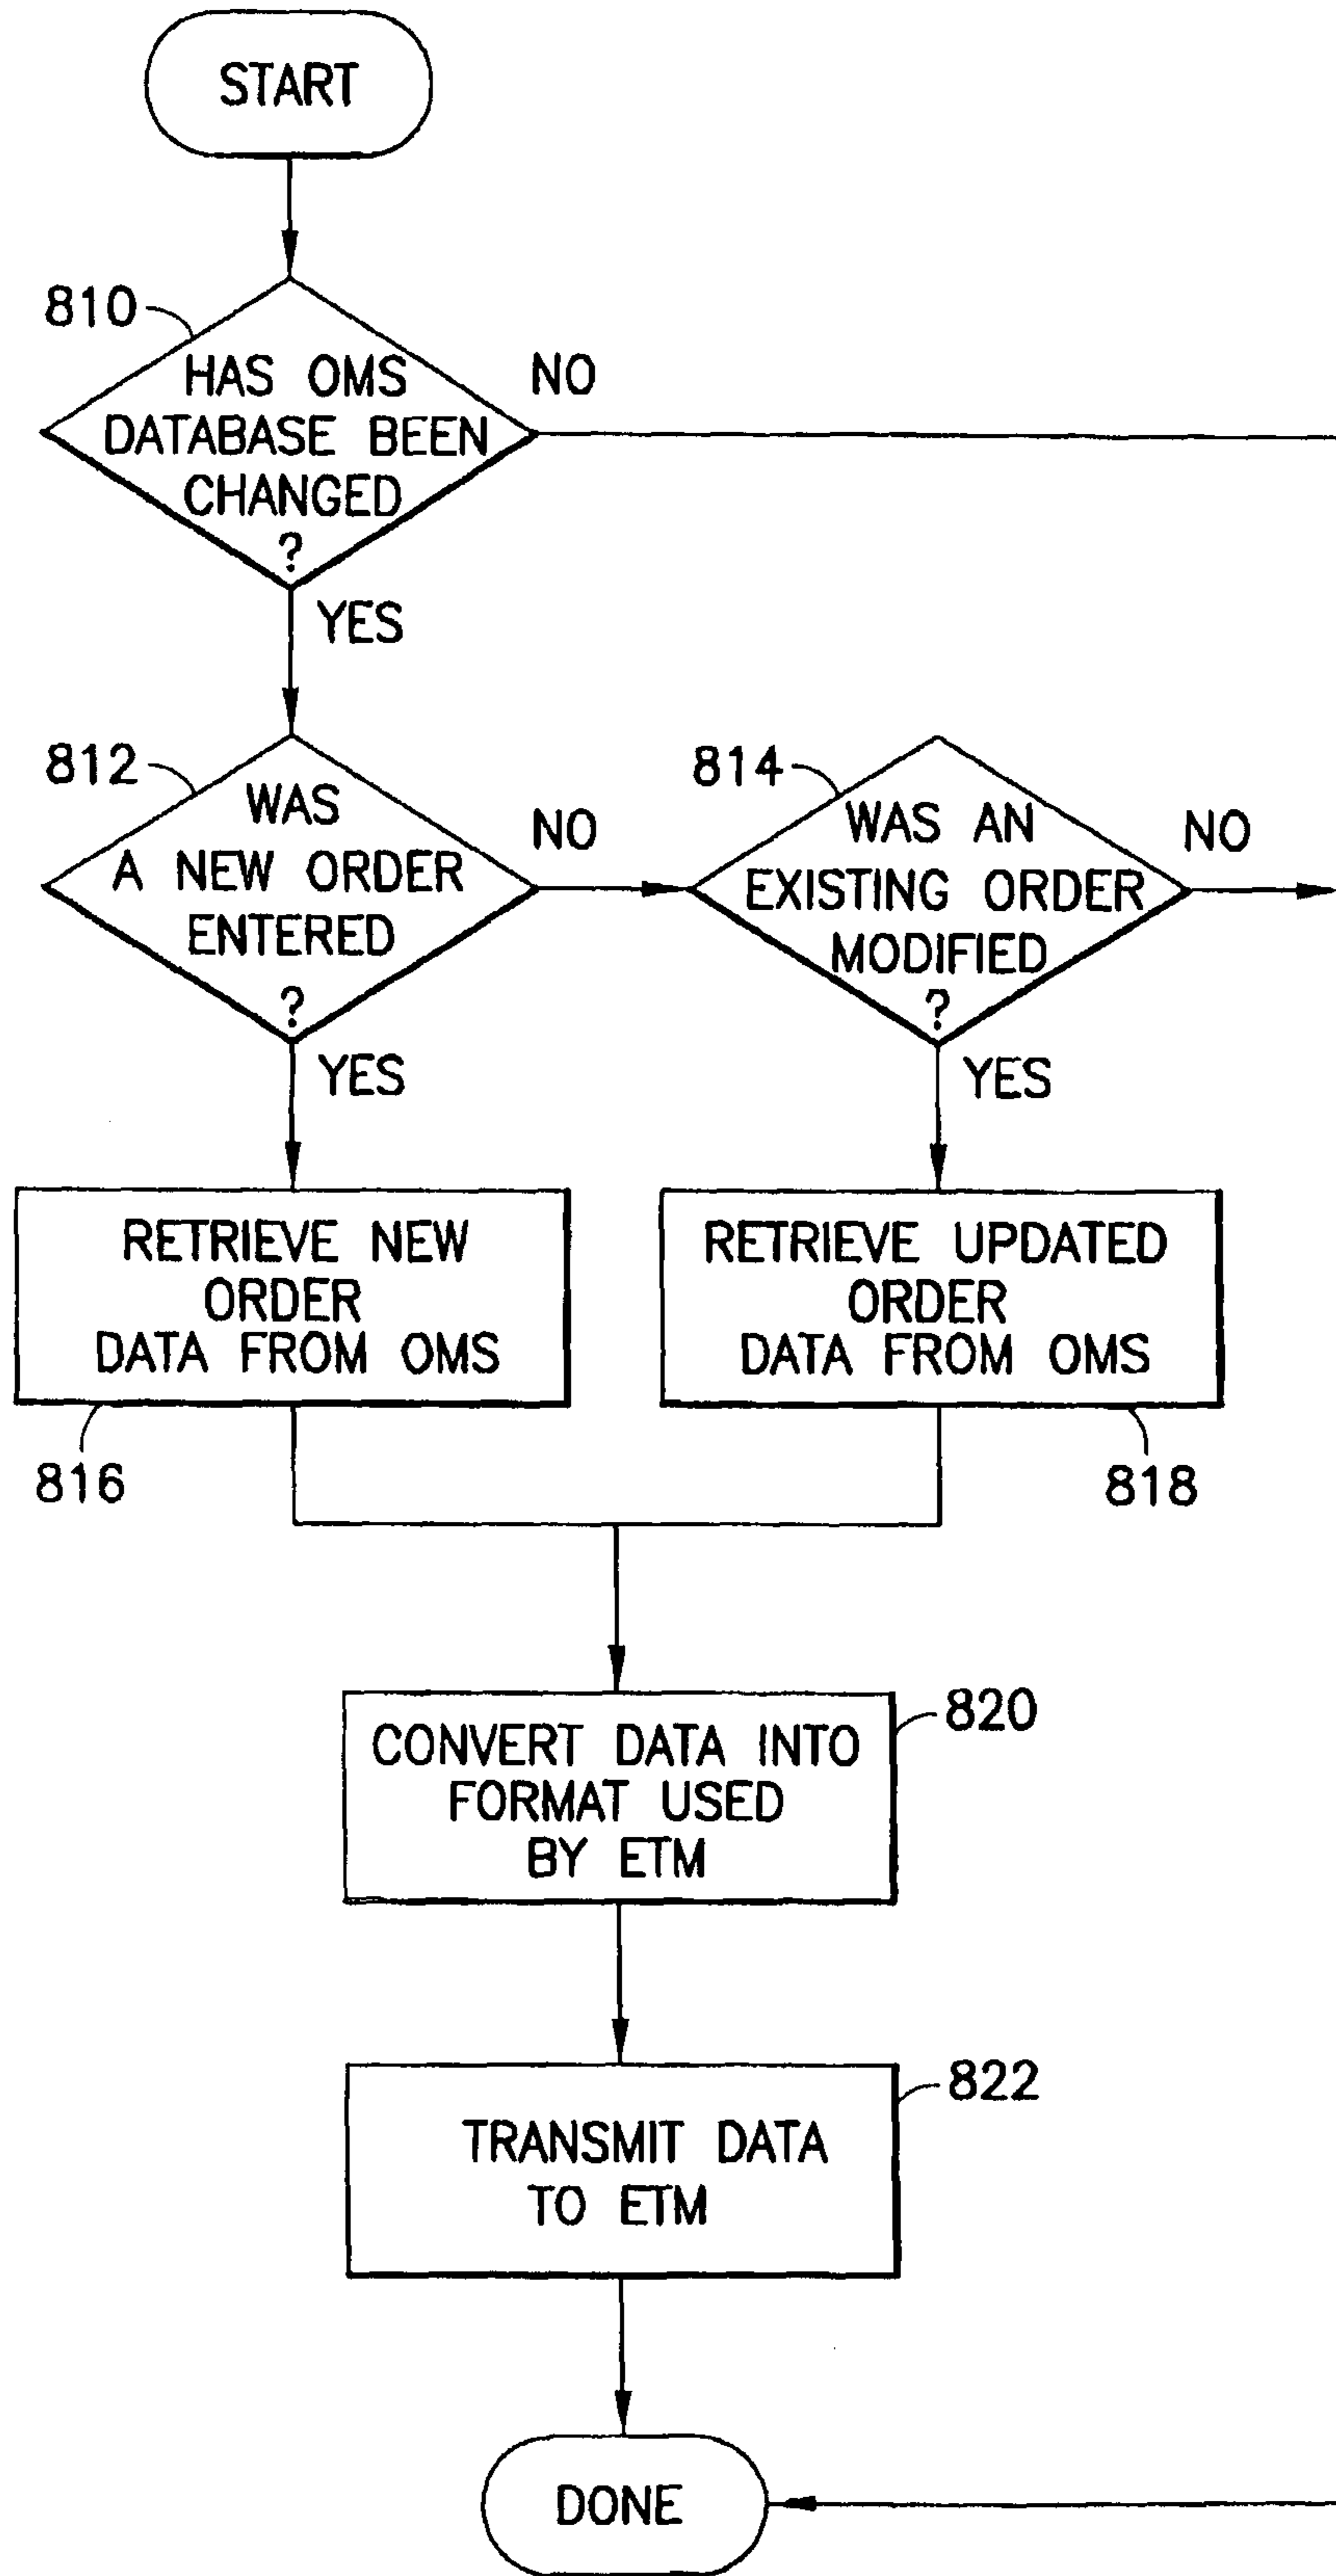 START
810
HAS OMS
DATABASE BEEN
CHANGED
?
NO
YES
812
WAS
A NEW ORDER
ENTERED
?
NO
YES
814
WAS AN
EXISTING ORDER
MODIFIED
?
NO
YES
RETRIEVE NEW
ORDER
DATA FROM OMS
816
RETRIEVE UPDATED
ORDER
DATA FROM OMS
818
CONVERT DATA INTO
FORMAT USED
BY ETM
820
TRANSMIT DATA
TO ETM
822
DONE